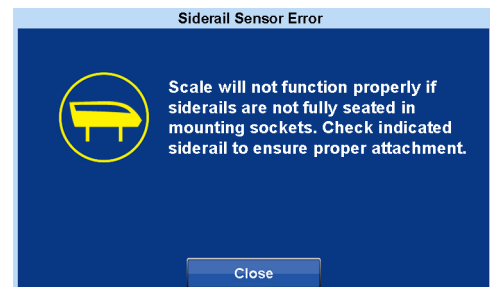 Siderail Sensor Error
Scale will not function properly if
siderails are not fully seated in
mounting sockets. Check indicated
siderail to ensure proper attachment.
Close